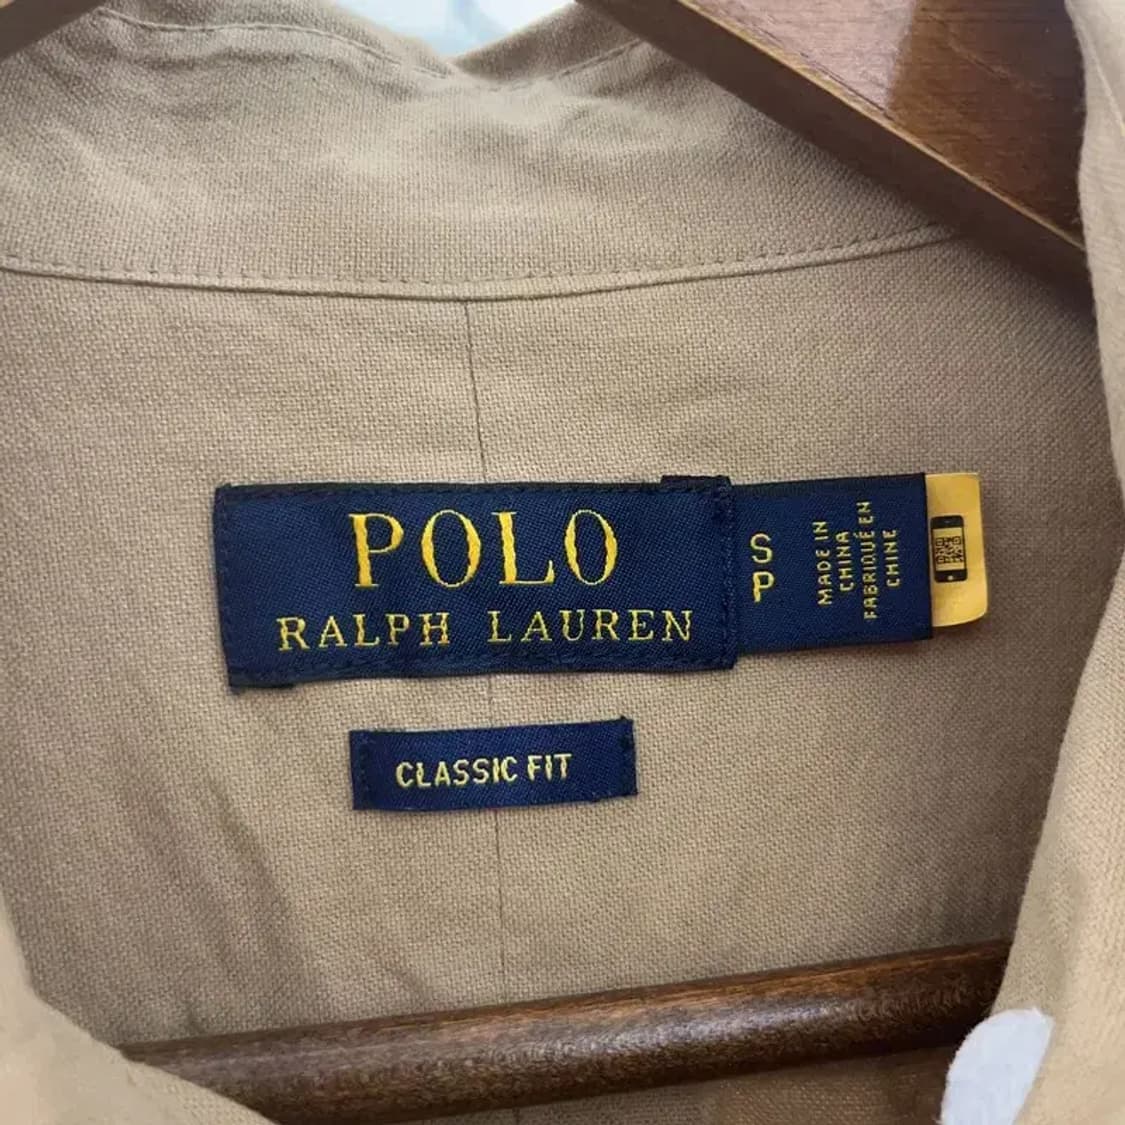 POLO
RALPH LAUREN
S
P
MADE IN
CHINA
FABRIQUÉ EN
CHINE
CLASSIC FIT